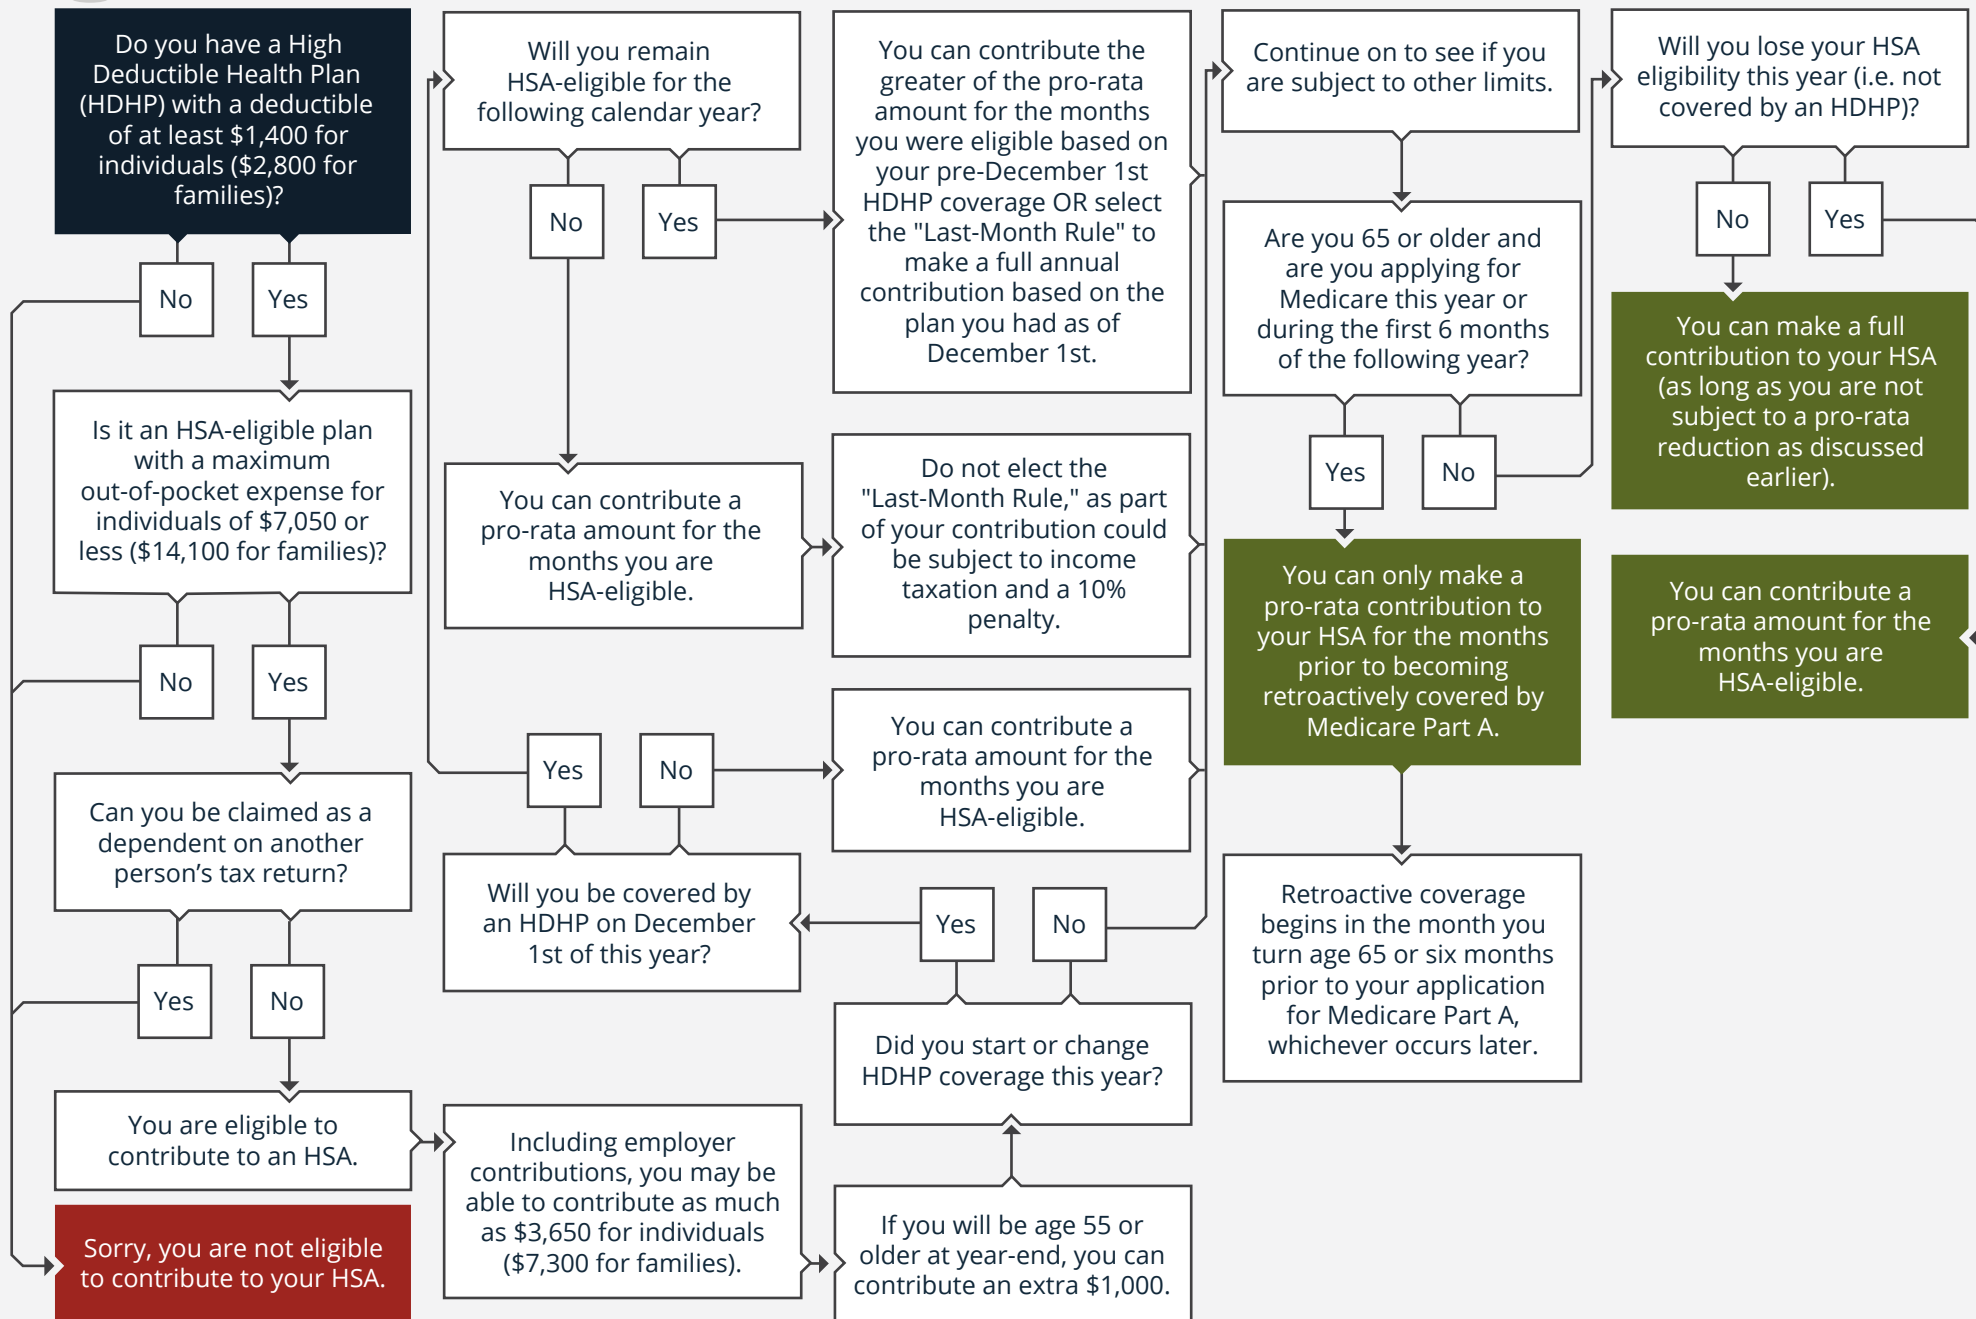 Do you have a High
Deductible Health Plan
(HDHP) with a deductible
of at least $1,400 for
individuals ($2,800 for
families)?
No
Yes
Is it an HSA-eligible plan
with a maximum
out-of-pocket expense for
individuals of $7,050 or
less ($14,100 for families)?
No
Yes
Can you be claimed as a
dependent on another
person’s tax return?
Yes
No
You are eligible to
contribute to an HSA.
Sorry, you are not eligible
to contribute to your HSA.
Including employer
contributions, you may be
able to contribute as much
as $3,650 for individuals
($7,300 for families).
If you will be age 55 or
older at year-end, you can
contribute an extra $1,000.
Did you start or change
HDHP coverage this year?
Yes
No
Will you be covered by
an HDHP on December
1st of this year?
Yes
No
You can contribute a
pro-rata amount for the
months you are
HSA-eligible.
Will you remain
HSA-eligible for the
following calendar year?
No
Yes
You can contribute a
pro-rata amount for the
months you are
HSA-eligible.
Do not elect the
"Last-Month Rule," as part
of your contribution could
be subject to income
taxation and a 10%
penalty.
You can contribute the
greater of the pro-rata
amount for the months
you were eligible based on
your pre-December 1st
HDHP coverage OR select
the "Last-Month Rule" to
make a full annual
contribution based on the
plan you had as of
December 1st.
Continue on to see if you
are subject to other limits.
Are you 65 or older and
are you applying for
Medicare this year or
during the first 6 months
of the following year?
Yes
No
You can only make a
pro-rata contribution to
your HSA for the months
prior to becoming
retroactively covered by
Medicare Part A.
Retroactive coverage
begins in the month you
turn age 65 or six months
prior to your application
for Medicare Part A,
whichever occurs later.
Will you lose your HSA
eligibility this year (i.e. not
covered by an HDHP)?
No
Yes
You can make a full
contribution to your HSA
(as long as you are not
subject to a pro-rata
reduction as discussed
earlier).
You can contribute a
pro-rata amount for the
months you are
HSA-eligible.